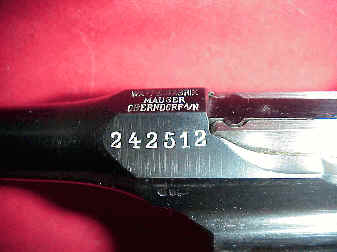 WAFFENFABRIK
MAUSER
OBERNDORF A/N
242512